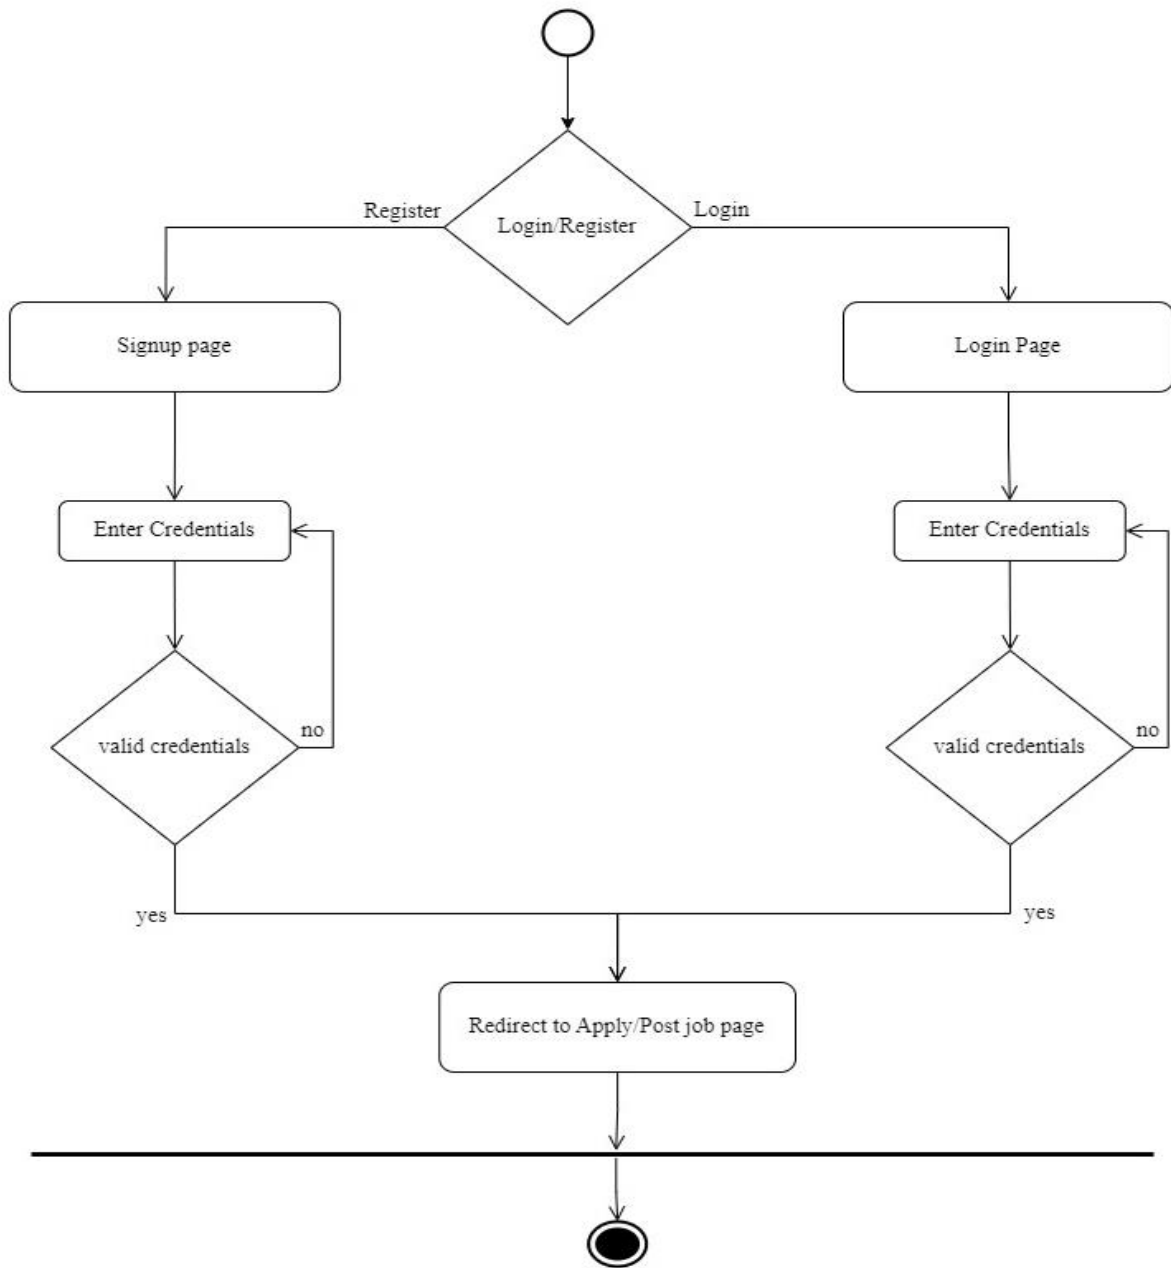 Register
Login
Login/Register
Signup page
Login Page
Enter Credentials
Enter Credentials
valid credentials
no
valid credentials
no
yes
yes
Redirect to Apply/Post job page